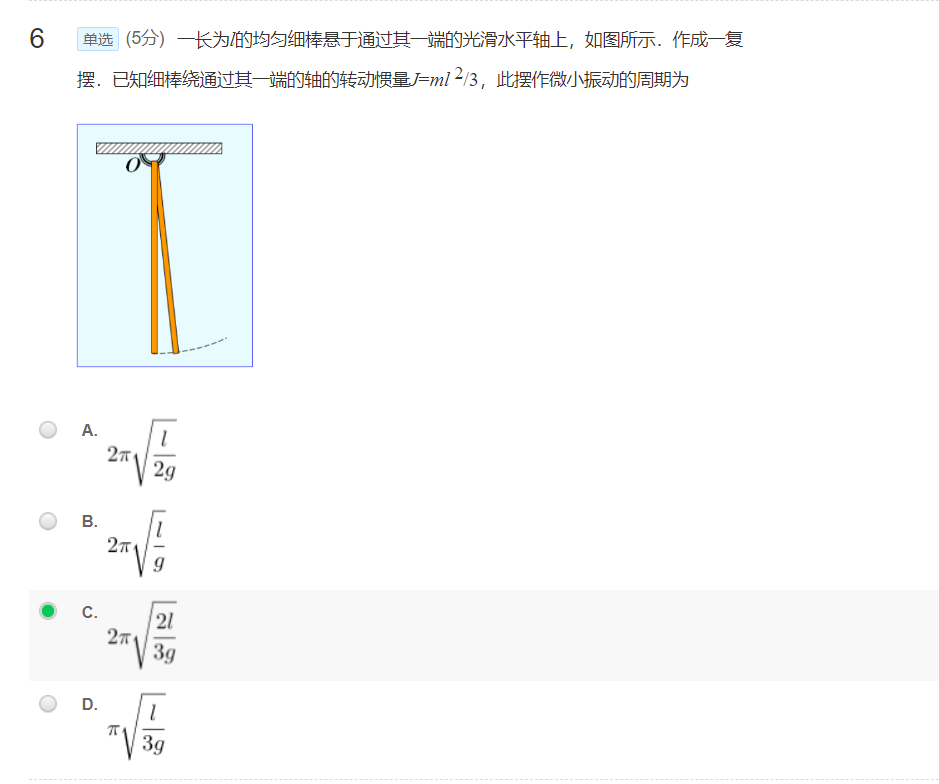 6 单选 (5分) 一长为l的均匀细棒悬于通过其一端的光滑水平轴上，如图所示．作成一复
摆．已知细棒绕通过其一端的轴的转动惯量J=ml ²/3，此摆作微小振动的周期为
O
A. 2π√(l/2g)
B. 2π√(l/g)
C. 2π√(2l/3g)
D. π√(l/3g)